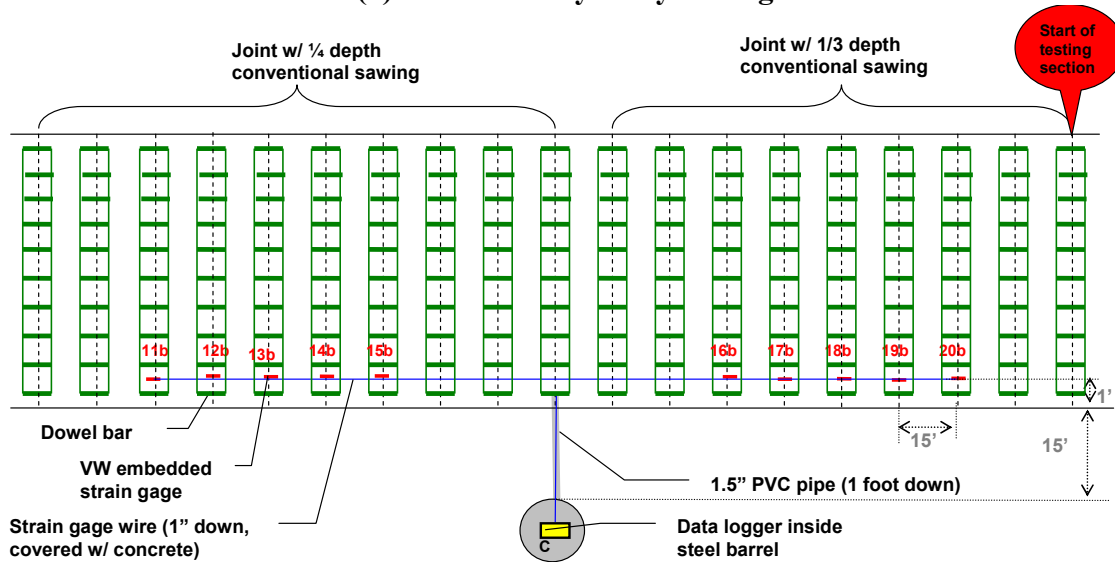 Joint w/ ¼ depth
conventional sawing
Joint w/ 1/3 depth
conventional sawing
Start of
testing
section
11b
12b
13b
14b
15b
16b
17b
18b
19b
20b
1'
15'
15'
Dowel bar
VW embedded
strain gage
1.5" PVC pipe (1 foot down)
Strain gage wire (1" down,
covered w/ concrete)
Data logger inside
steel barrel
C